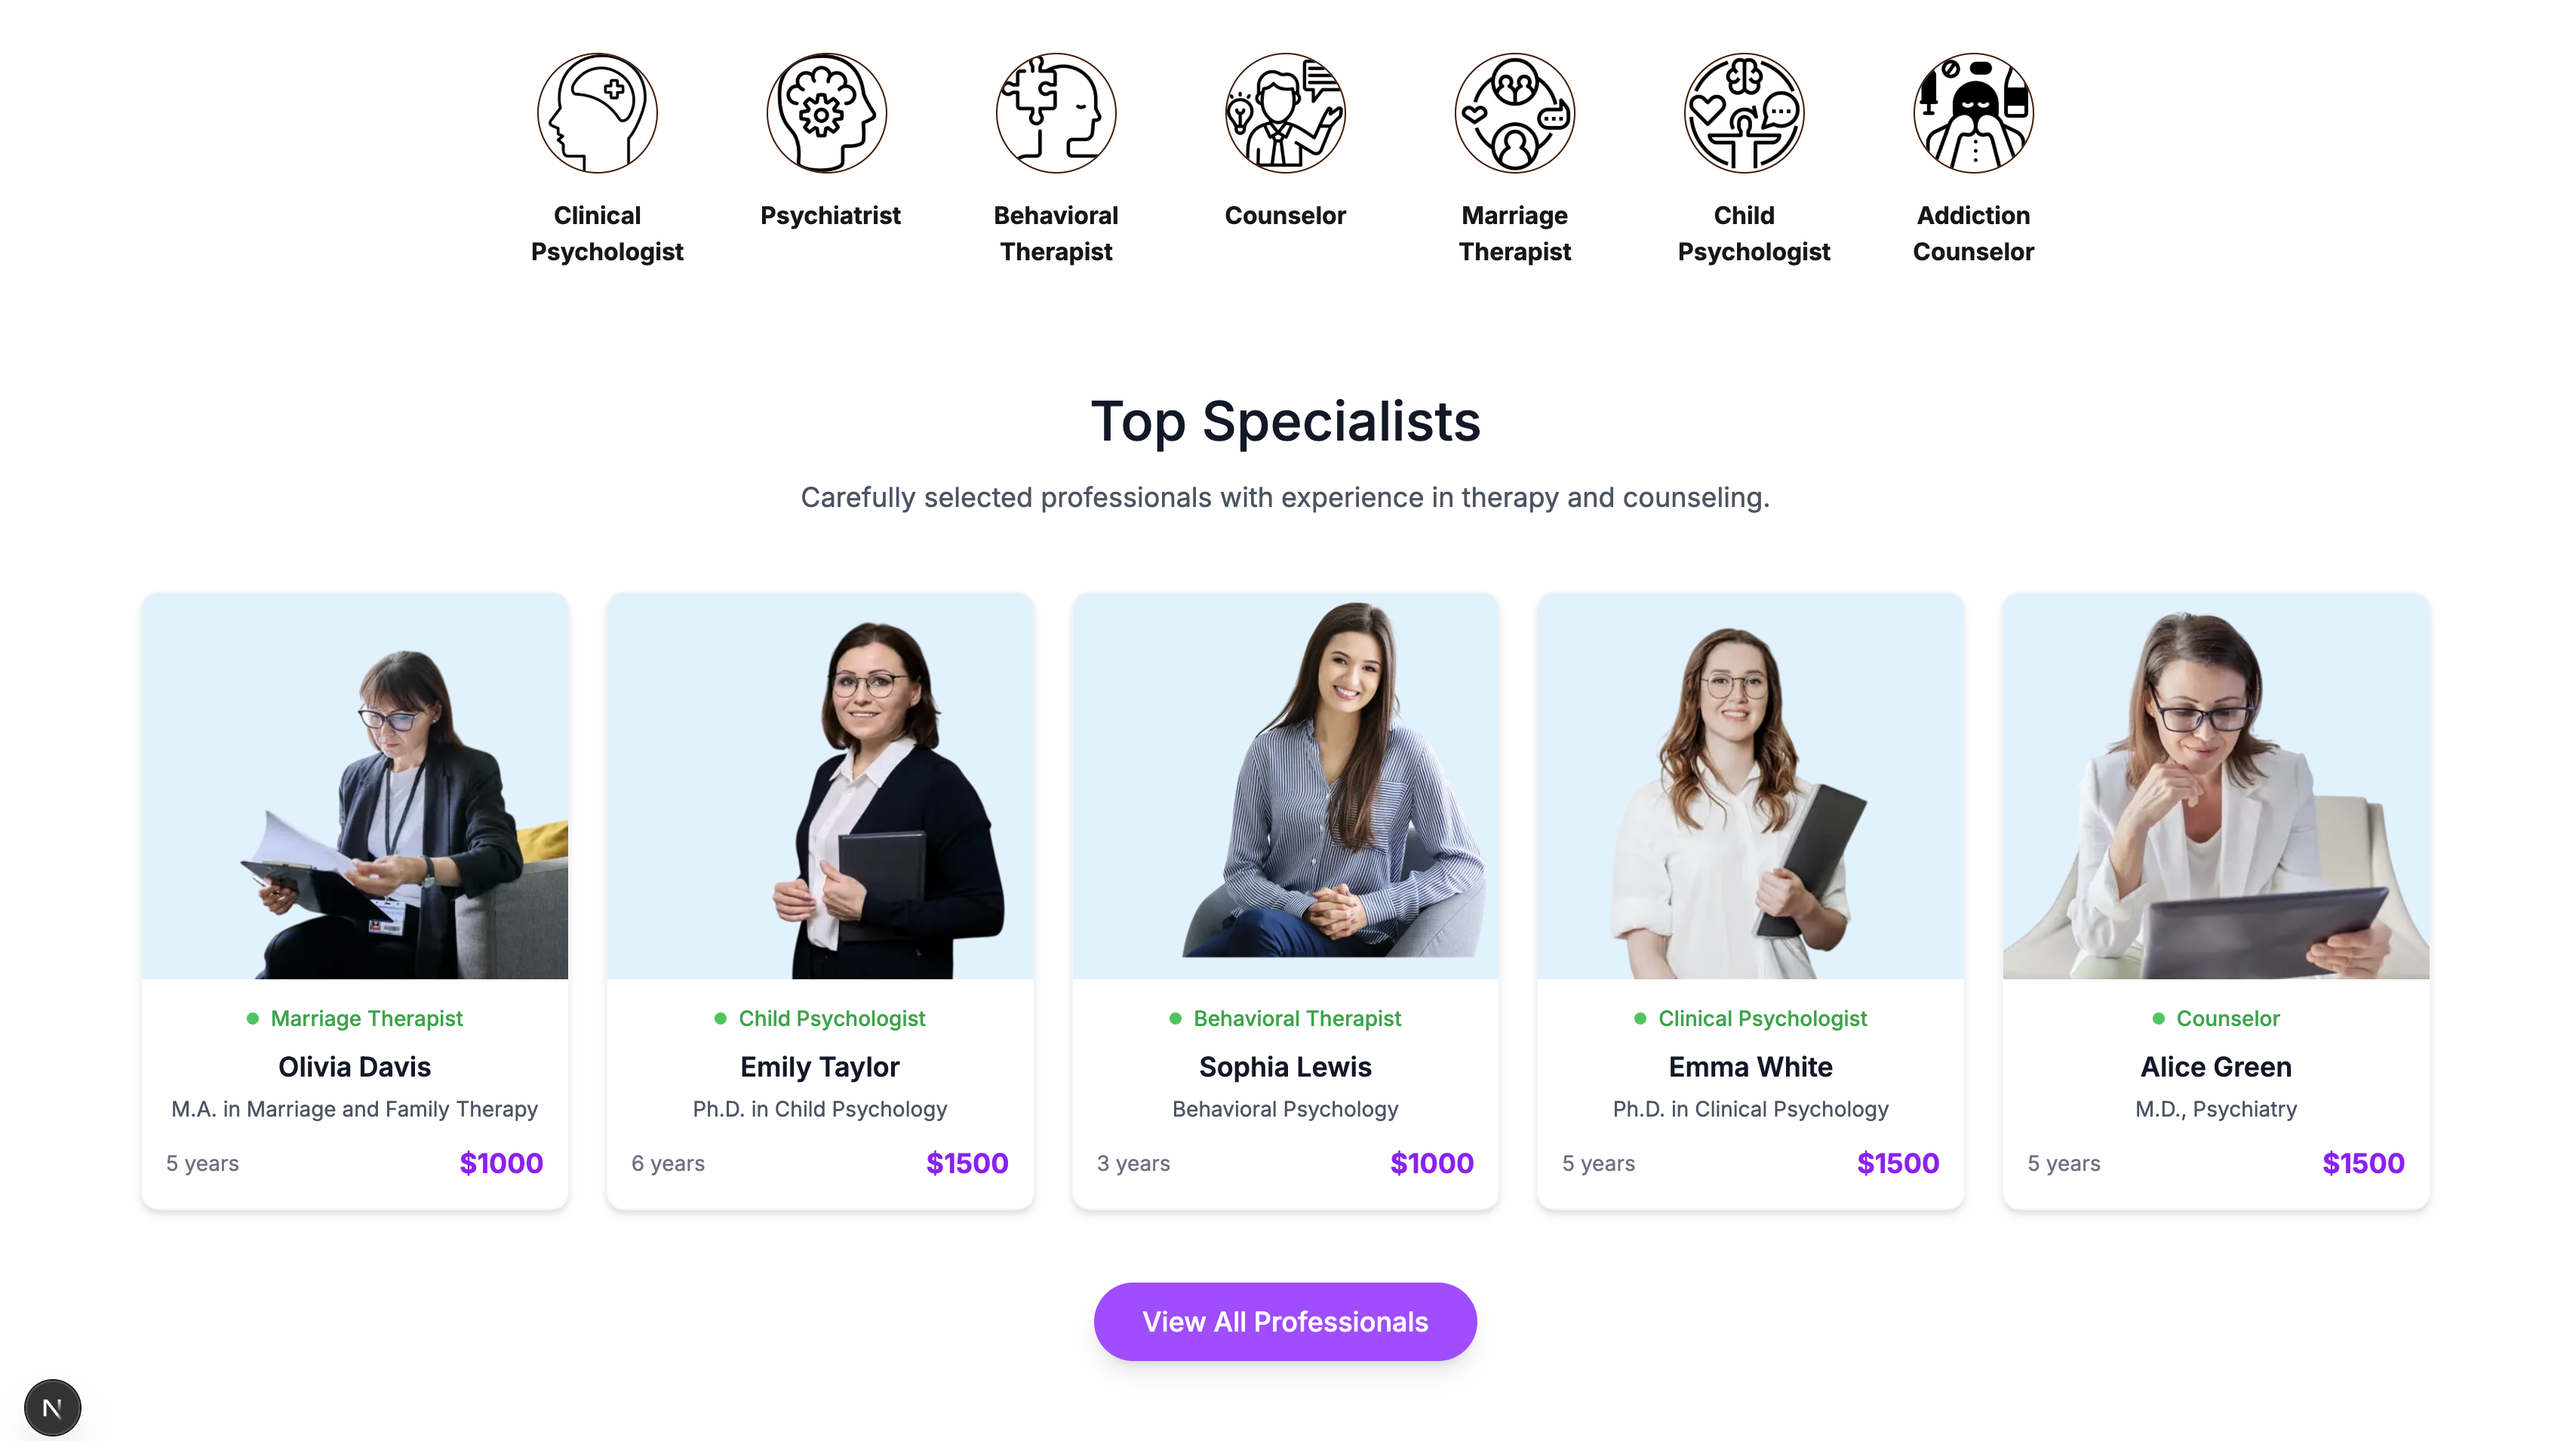 Clinical
Psychologist
Psychiatrist
Behavioral
Therapist
Counselor
Marriage
Therapist
Child
Psychologist
Addiction
Counselor
Top Specialists
Carefully selected professionals with experience in therapy and counseling.
Marriage Therapist
Olivia Davis
M.A. in Marriage and Family Therapy
5 years
$1000
Child Psychologist
Emily Taylor
Ph.D. in Child Psychology
6 years
$1500
Behavioral Therapist
Sophia Lewis
Behavioral Psychology
3 years
$1000
Clinical Psychologist
Emma White
Ph.D. in Clinical Psychology
5 years
$1500
Counselor
Alice Green
M.D., Psychiatry
5 years
$1500
View All Professionals
N